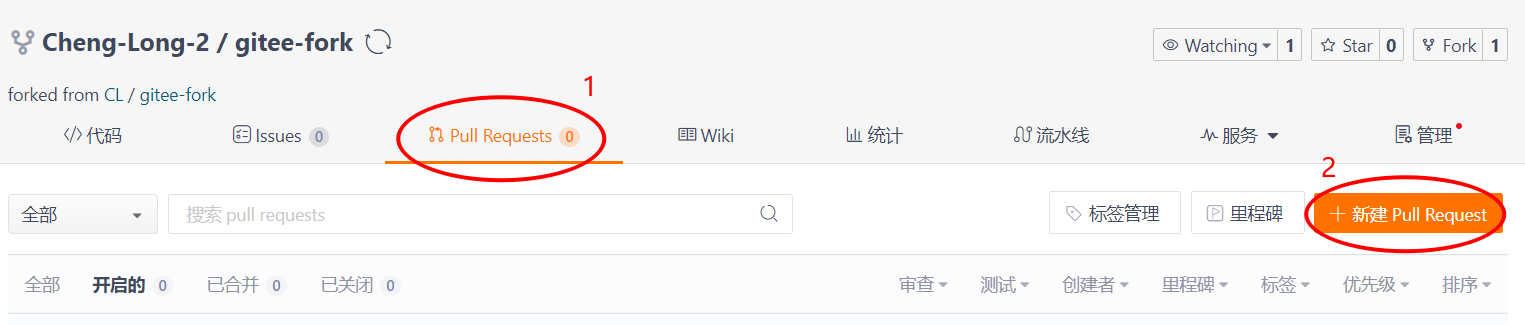 Cheng-Long-2 / gitee-fork
Watching 1 Star 0 Fork 1
forked from CL / gitee-fork
1
代码 Issues 0 Pull Requests 0 Wiki 统计 流水线 服务 管理
2
全部 搜索 pull requests 标签管理 里程碑 + 新建 Pull Request
全部 开启的 0 已合并 0 已关闭 0 审查 测试 创建者 里程碑 标签 优先级 排序